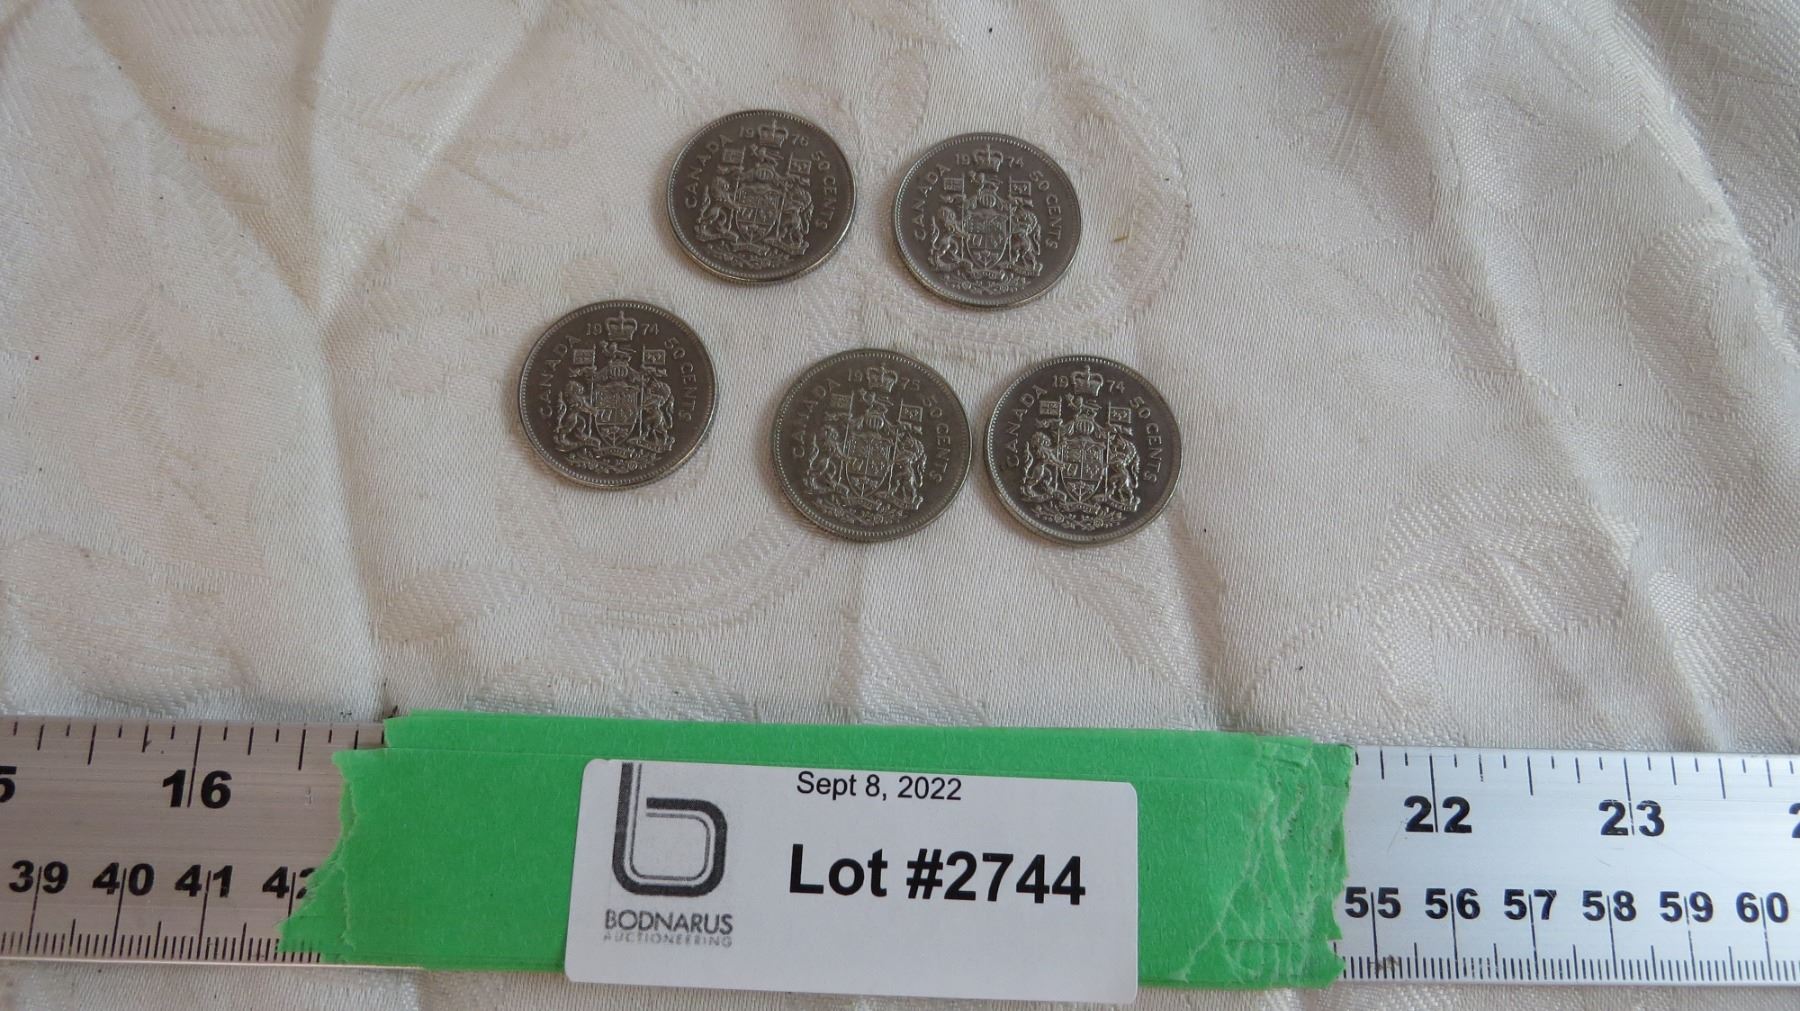 CANADA 1976 50 CENTS
CANADA 1974 50 CENTS
CANADA 1974 50 CENTS
CANADA 1975 50 CENTS
CANADA 1974 50 CENTS
16
22 23
39 40 41 42
55 56 57 58 59 60
Sept 8, 2022
Lot #2744
BODNARUS
AUCTIONEERING